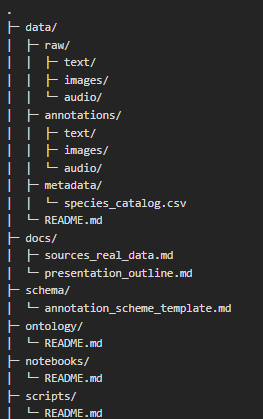 .
├─ data/
│  ├─ raw/
│  │  ├─ text/
│  │  ├─ images/
│  │  └─ audio/
│  ├─ annotations/
│  │  ├─ text/
│  │  ├─ images/
│  │  └─ audio/
│  ├─ metadata/
│  │  └─ species_catalog.csv
│  └─ README.md
├─ docs/
│  ├─ sources_real_data.md
│  └─ presentation_outline.md
├─ schema/
│  └─ annotation_scheme_template.md
├─ ontology/
│  └─ README.md
├─ notebooks/
│  └─ README.md
├─ scripts/
│  └─ README.md